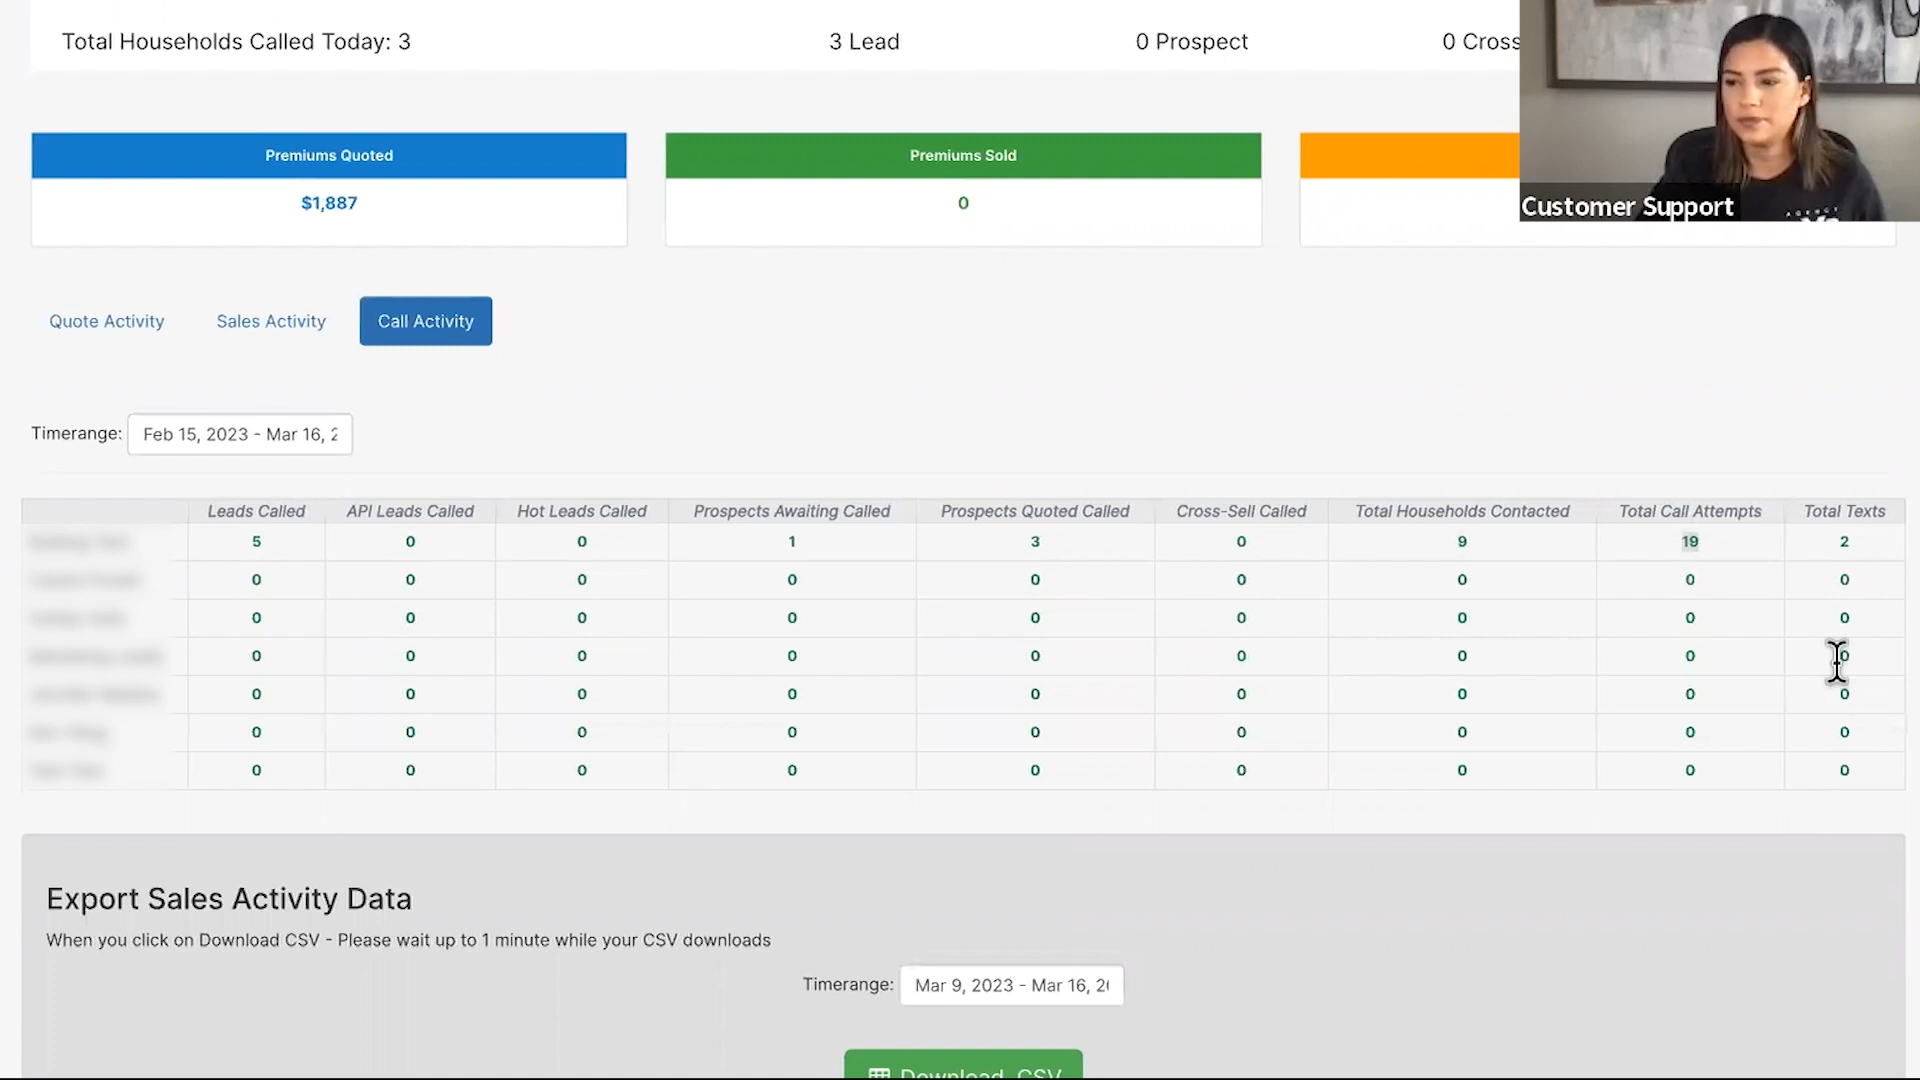 Total Households Called Today: 3 3 Lead 0 Prospect 0 Cross
Customer Support
AGENCY
Premiums Quoted Premiums Sold
$1,887 0
Quote Activity Sales Activity Call Activity
Timerange: Feb 15, 2023 - Mar 16, 2
Leads Called API Leads Called Hot Leads Called Prospects Awaiting Called Prospects Quoted Called Cross-Sell Called Total Households Contacted Total Call Attempts Total Texts
5 0 0 1 3 0 9 19 2
0 0 0 0 0 0 0 0 0
0 0 0 0 0 0 0 0 0
0 0 0 0 0 0 0 0 0
0 0 0 0 0 0 0 0 0
0 0 0 0 0 0 0 0 0
0 0 0 0 0 0 0 0 0
Export Sales Activity Data
When you click on Download CSV - Please wait up to 1 minute while your CSV downloads
Timerange: Mar 9, 2023 - Mar 16, 20
Download CSV